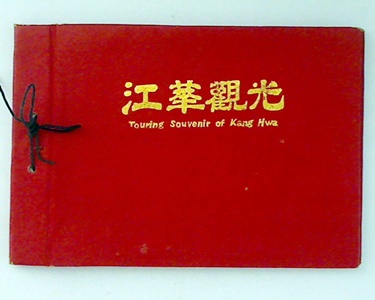 江華觀光
Touring Souvenir of Kang Hwa